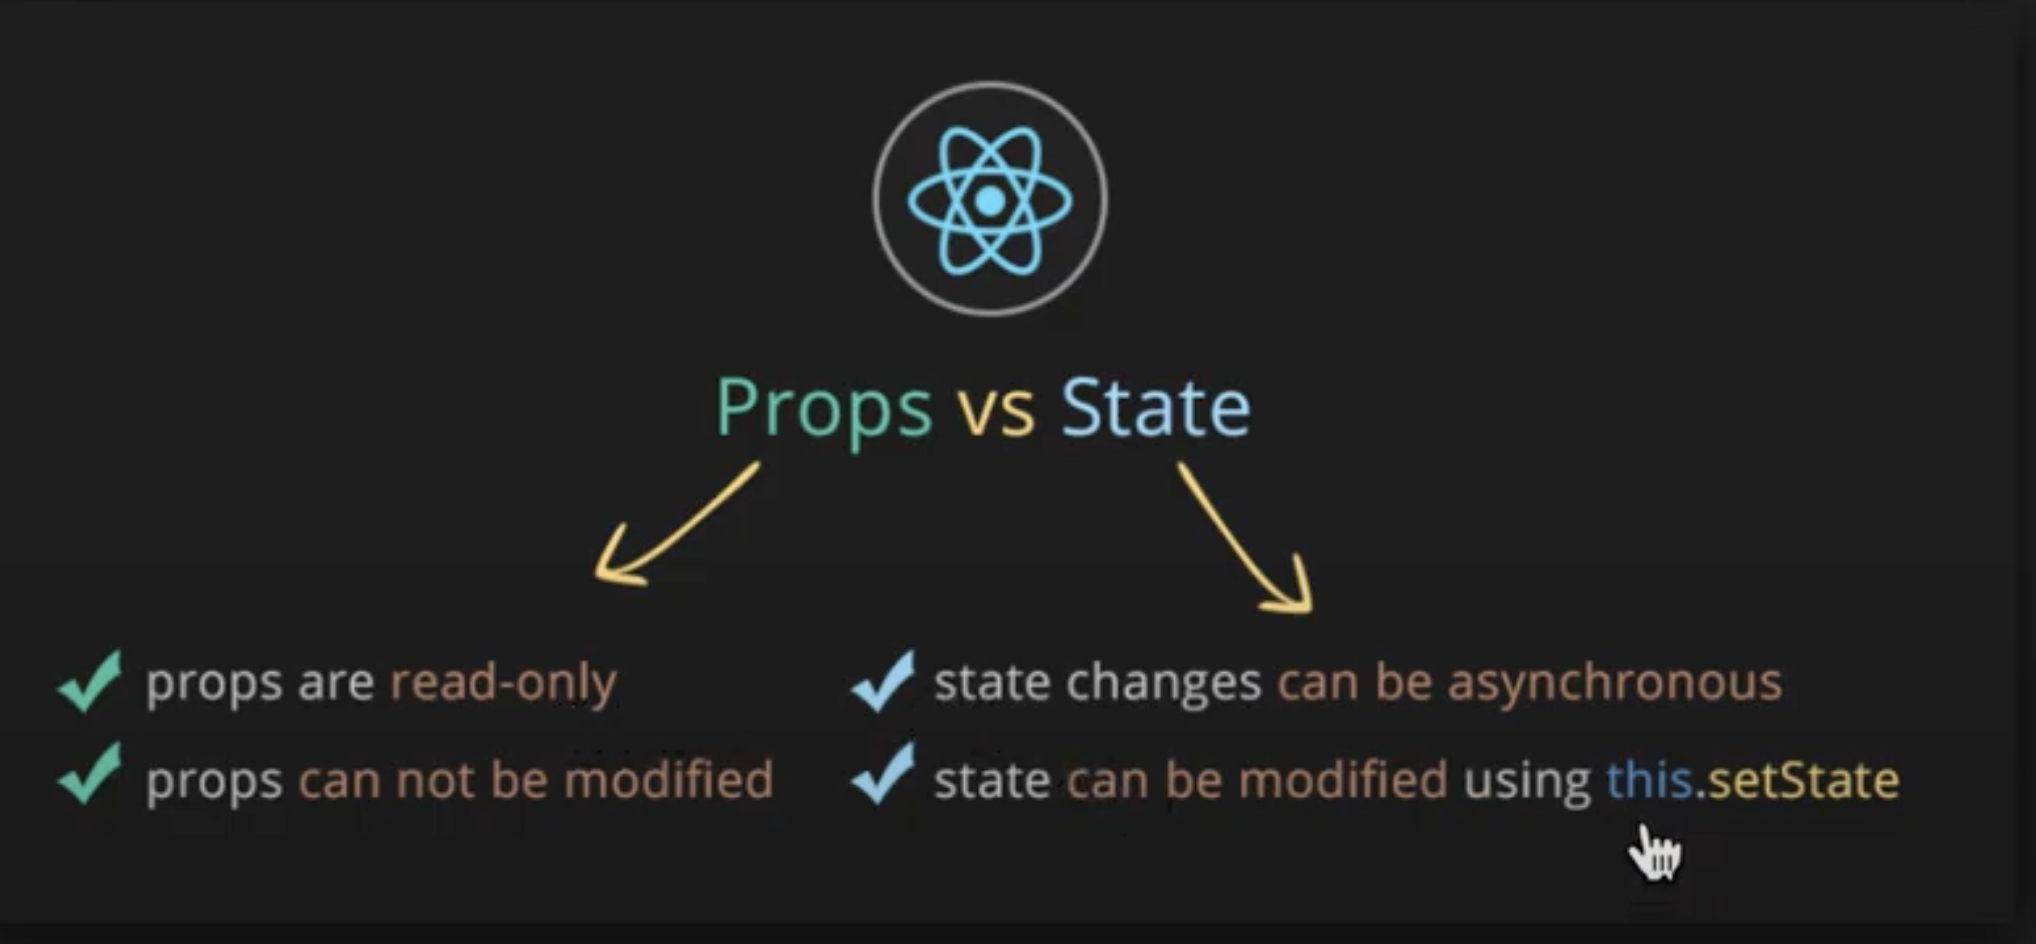 Props vs State
props are read-only
props can not be modified
state changes can be asynchronous
state can be modified using this.setState